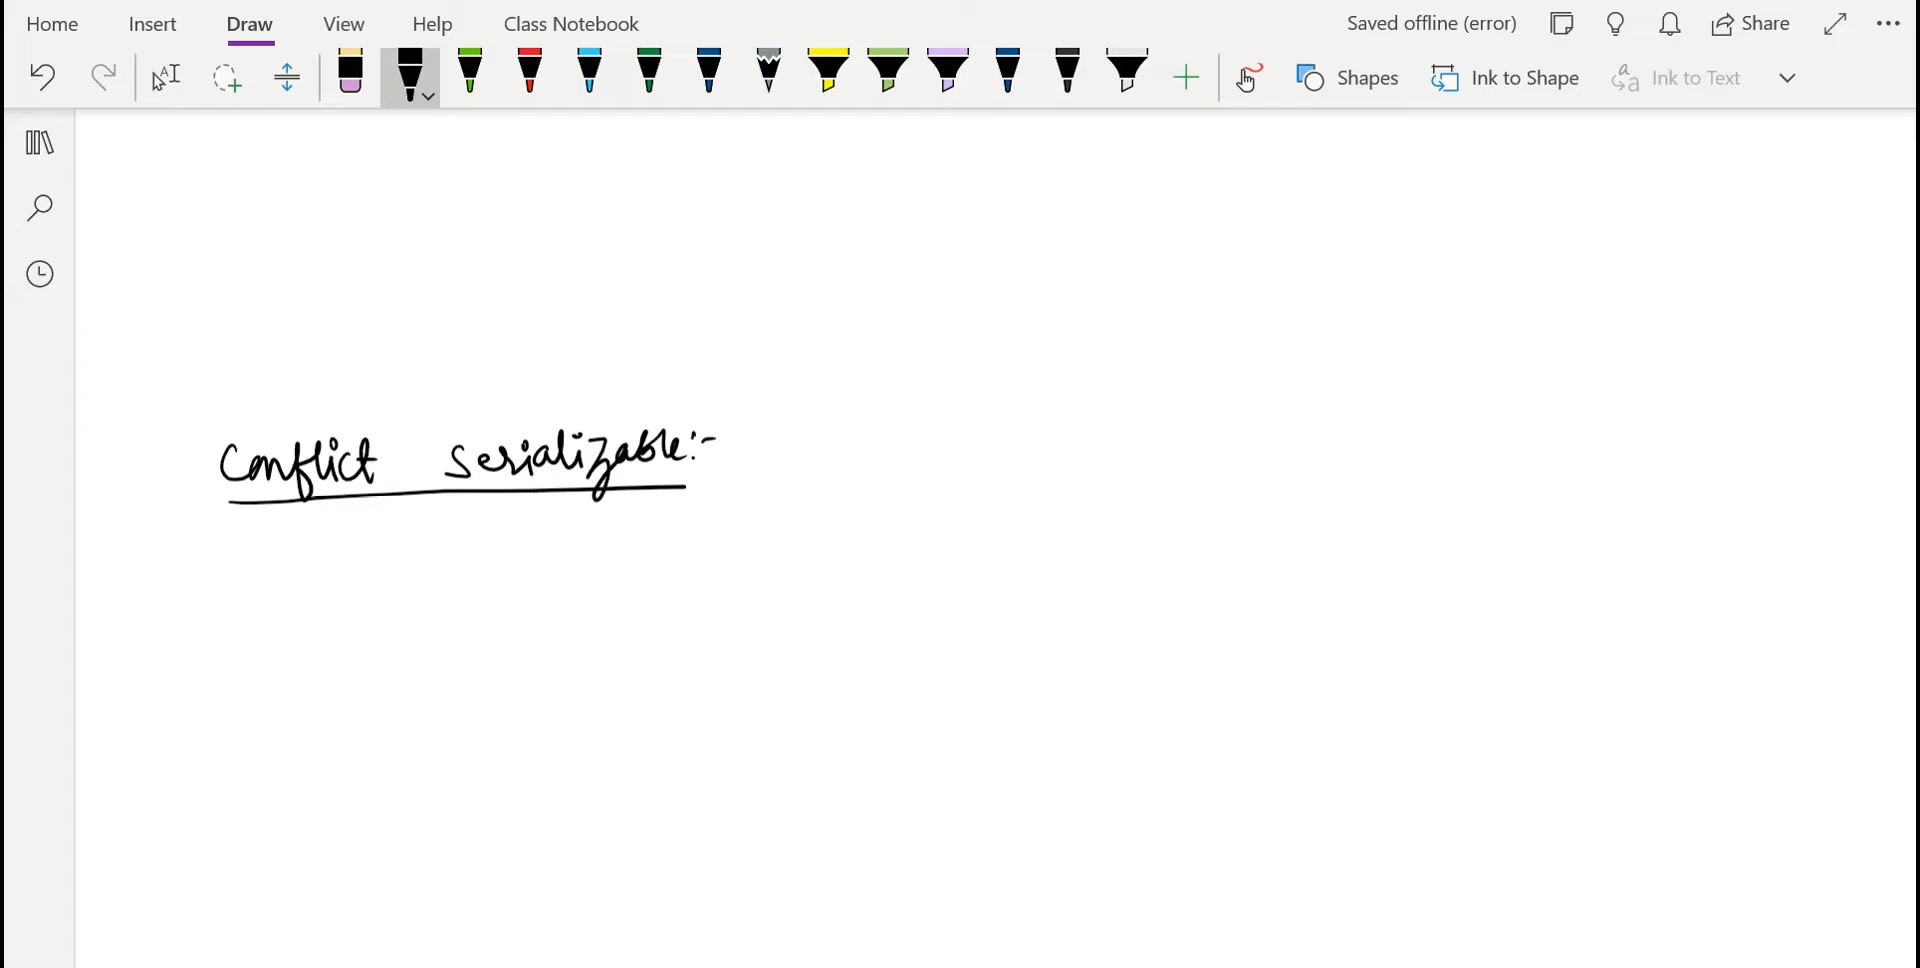 Home Insert Draw View Help Class Notebook Saved offline (error) Share
Shapes Ink to Shape Ink to Text
Conflict serializable:-